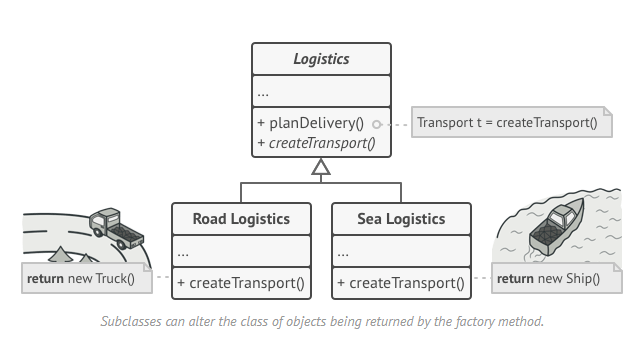 Logistics
...
+ planDelivery()
+ createTransport()
Transport t = createTransport()
Road Logistics
...
+ createTransport()
Sea Logistics
...
+ createTransport()
return new Truck()
return new Ship()
Subclasses can alter the class of objects being returned by the factory method.